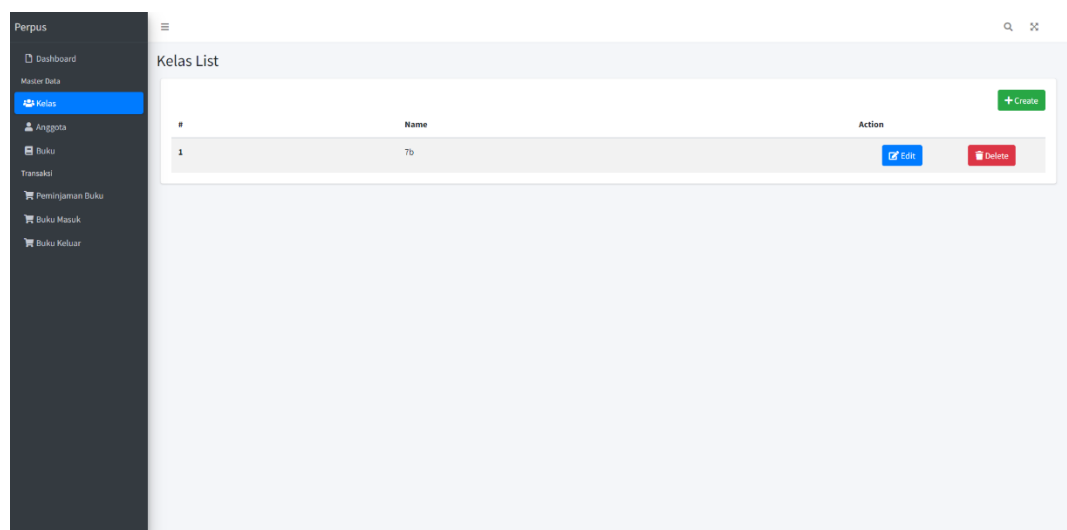 Perpus
Dashboard
Master Data
Kelas
Anggota
Buku
Transaksi
Peminjaman Buku
Buku Masuk
Buku Keluar
Kelas List
Create
# Name Action
1 7b Edit Delete